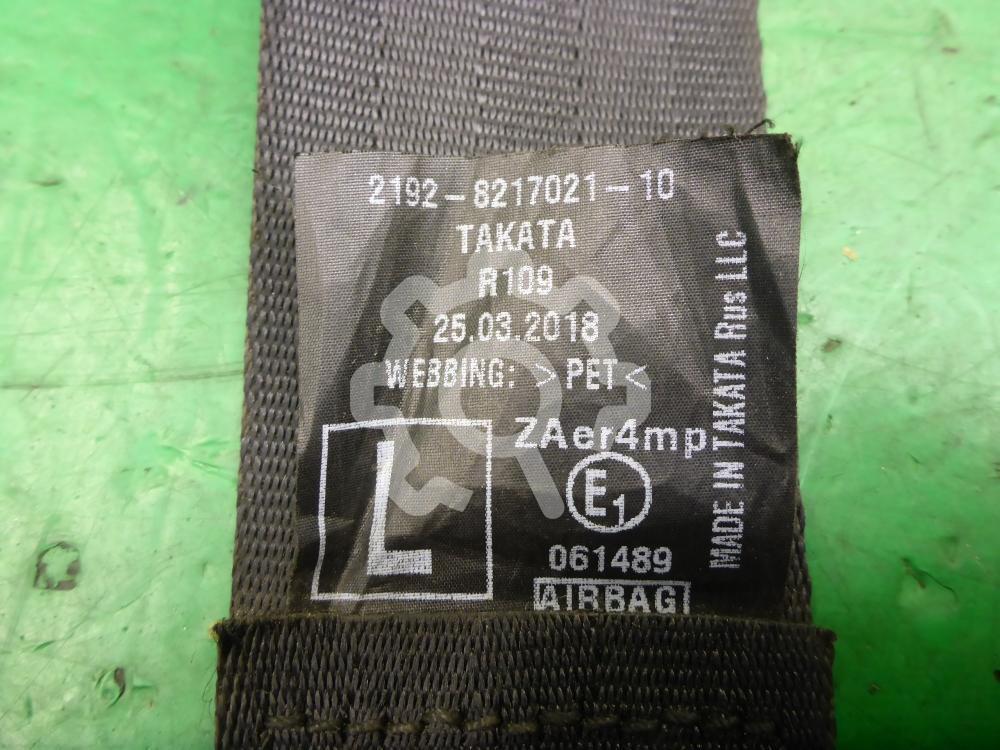 2192-8217021-10
TAKATA
R109
25.03.2018
WEBBING: >PET<
L
ZAer4mp
E1
061489
AIRBAG
MADE IN TAKATA Rus LLC